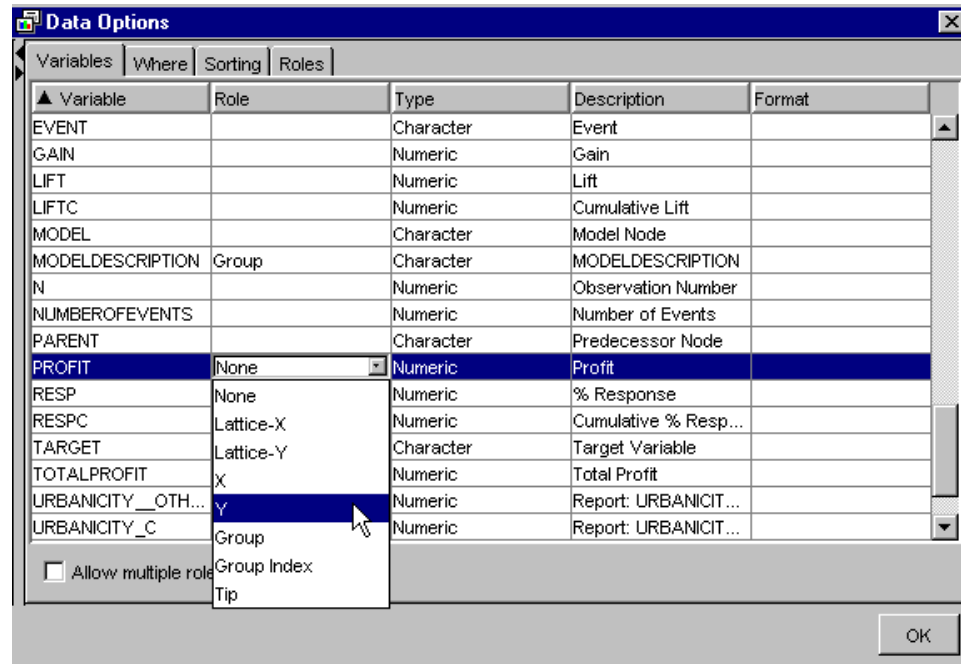 Data Options
Variables Where Sorting Roles
Variable Role Type Description Format
EVENT Character Event
GAIN Numeric Gain
LIFT Numeric Lift
LIFTC Numeric Cumulative Lift
MODEL Character Model Node
MODELDESCRIPTION Group Character MODELDESCRIPTION
N Numeric Observation Number
NUMBEROFEVENTS Numeric Number of Events
PARENT Character Predecessor Node
PROFIT None Numeric Profit
RESP None Numeric % Response
RESPC Lattice-X Numeric Cumulative % Resp...
TARGET Lattice-Y Character Target Variable
TOTALPROFIT X Numeric Total Profit
URBANICITY__OTH... Y Numeric Report: URBANICIT...
URBANICITY_C Group Numeric Report: URBANICIT...
Allow multiple role Group Index
Tip
OK